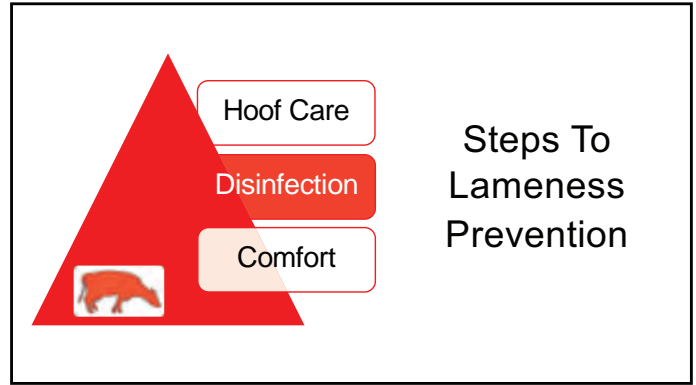 Hoof Care
Disinfection
Comfort
Steps To
Lameness
Prevention